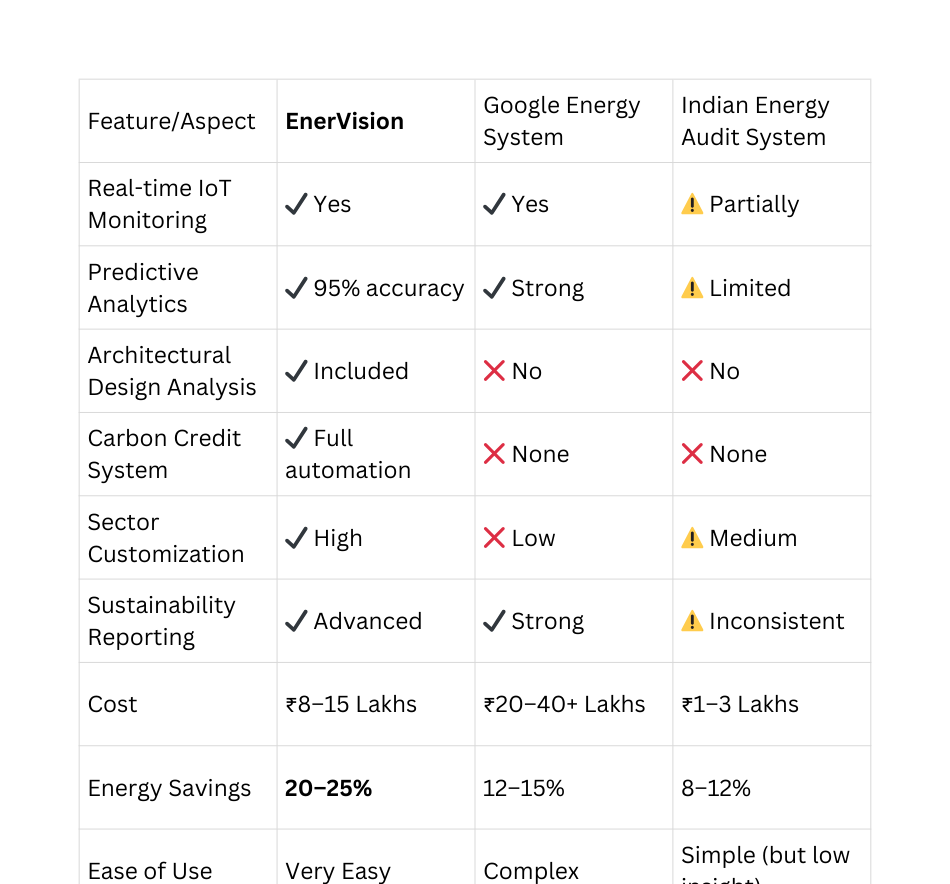 Feature/Aspect
EnerVision
Google Energy
System
Indian Energy
Audit System
Real-time IoT
Monitoring
✔ Yes
✔ Yes
⚠ Partially
Predictive
Analytics
✔ 95% accuracy
✔ Strong
⚠ Limited
Architectural
Design Analysis
✔ Included
❌ No
❌ No
Carbon Credit
System
✔ Full
automation
❌ None
❌ None
Sector
Customization
✔ High
❌ Low
⚠ Medium
Sustainability
Reporting
✔ Advanced
✔ Strong
⚠ Inconsistent
Cost
₹8–15 Lakhs
₹20–40+ Lakhs
₹1–3 Lakhs
Energy Savings
20–25%
12–15%
8–12%
Ease of Use
Very Easy
Complex
Simple (but low
insight)